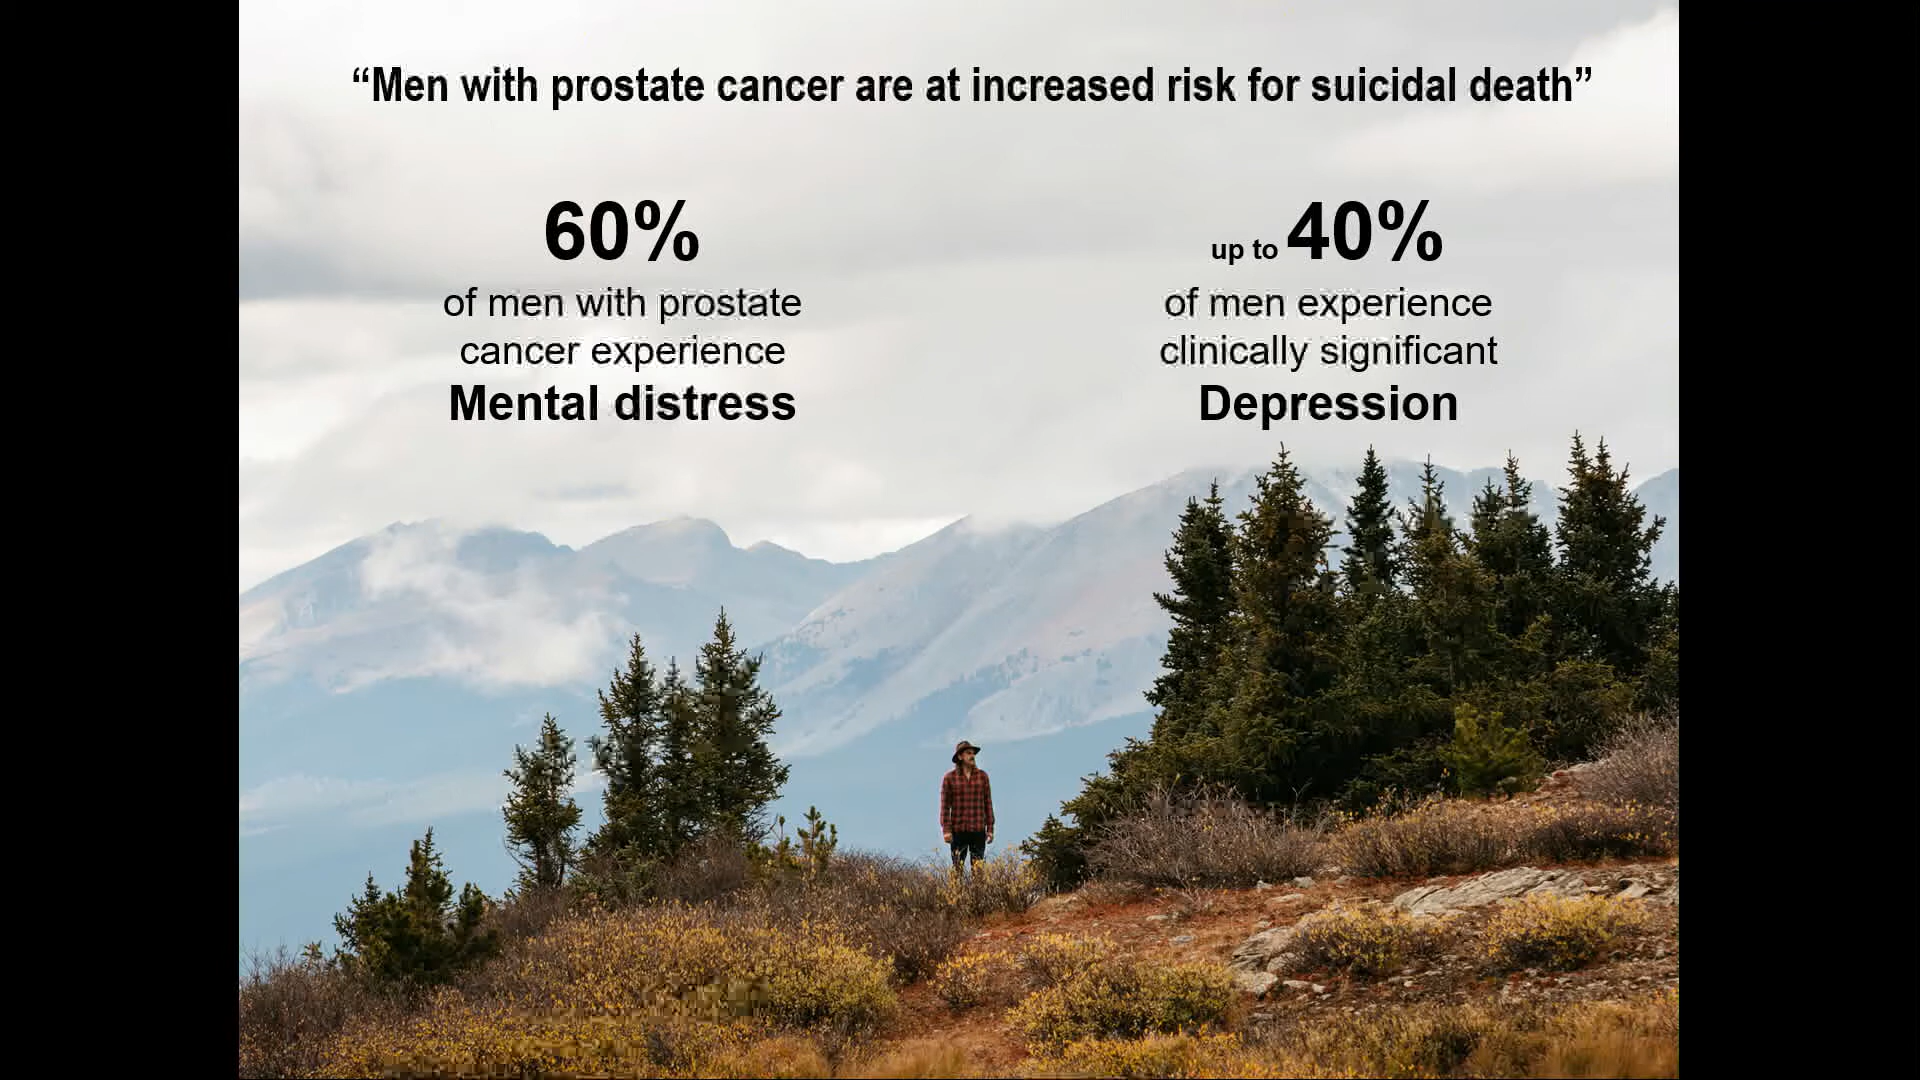 “Men with prostate cancer are at increased risk for suicidal death”
60%
of men with prostate
cancer experience
Mental distress
up to 40%
of men experience
clinically significant
Depression